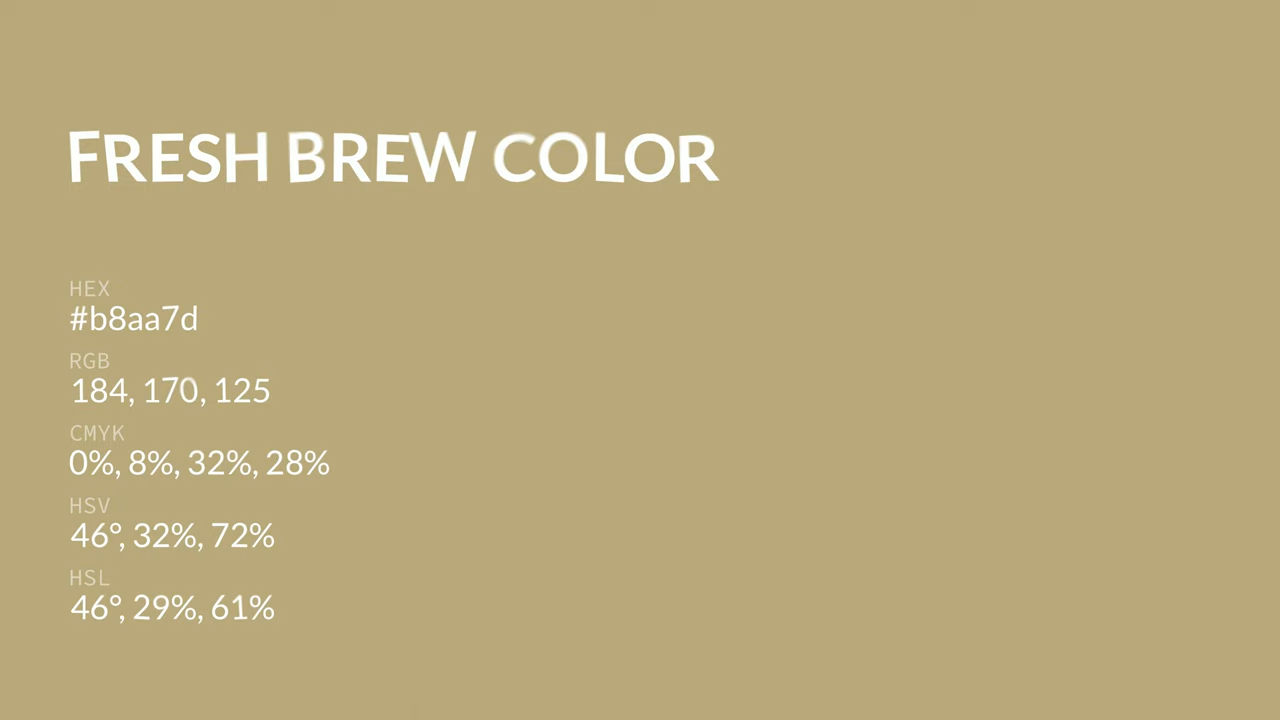 FRESH BREW COLOR
HEX
#b8aa7d
RGB
184, 170, 125
CMYK
0%, 8%, 32%, 28%
HSV
46°, 32%, 72%
HSL
46°, 29%, 61%